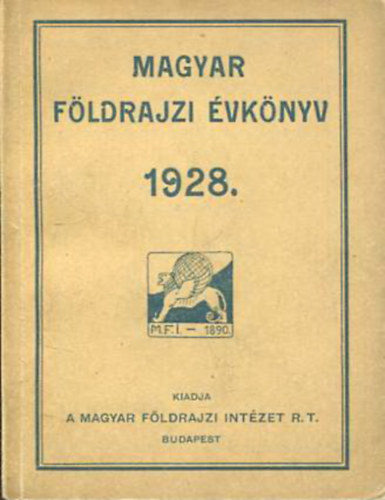 MAGYAR
FÖLDRAJZI ÉVKÖNYV
1928.
M.F.I. — 1890.
KIADJA
A MAGYAR FÖLDRAJZI INTÉZET R.T.
BUDAPEST